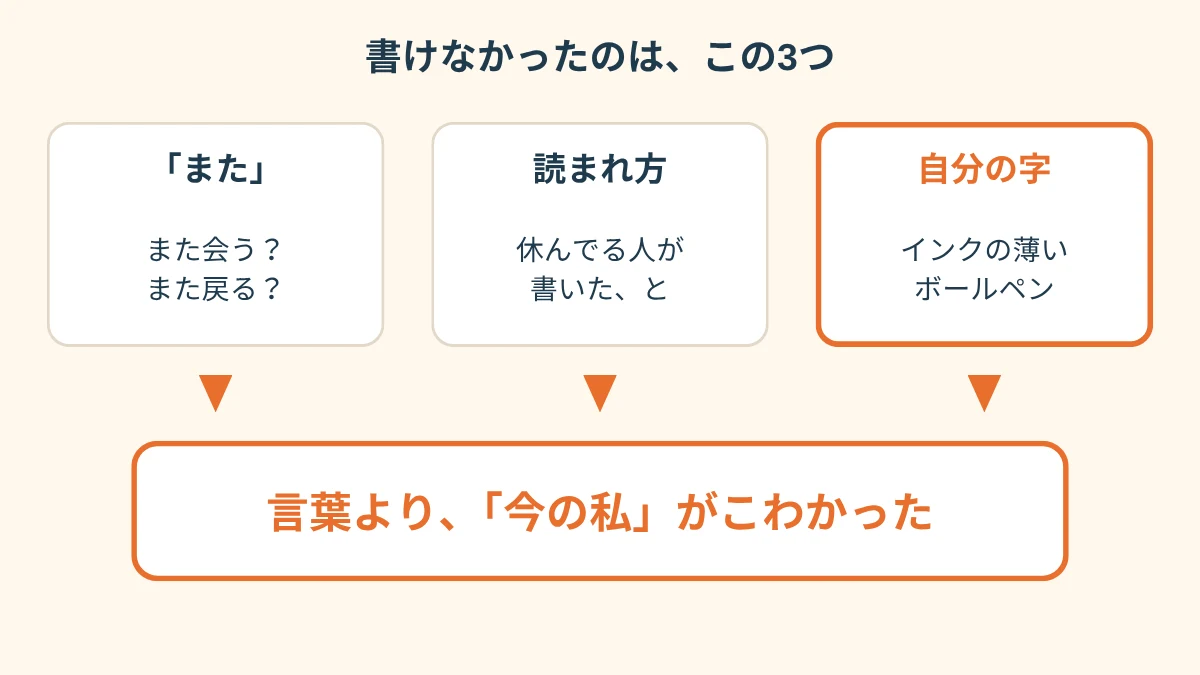 書けなかったのは、この3つ
「また」
また会う？
また戻る？
読まれ方
休んでる人が
書いた、と
自分の字
インクの薄い
ボールペン
言葉より、「今の私」がこわかった